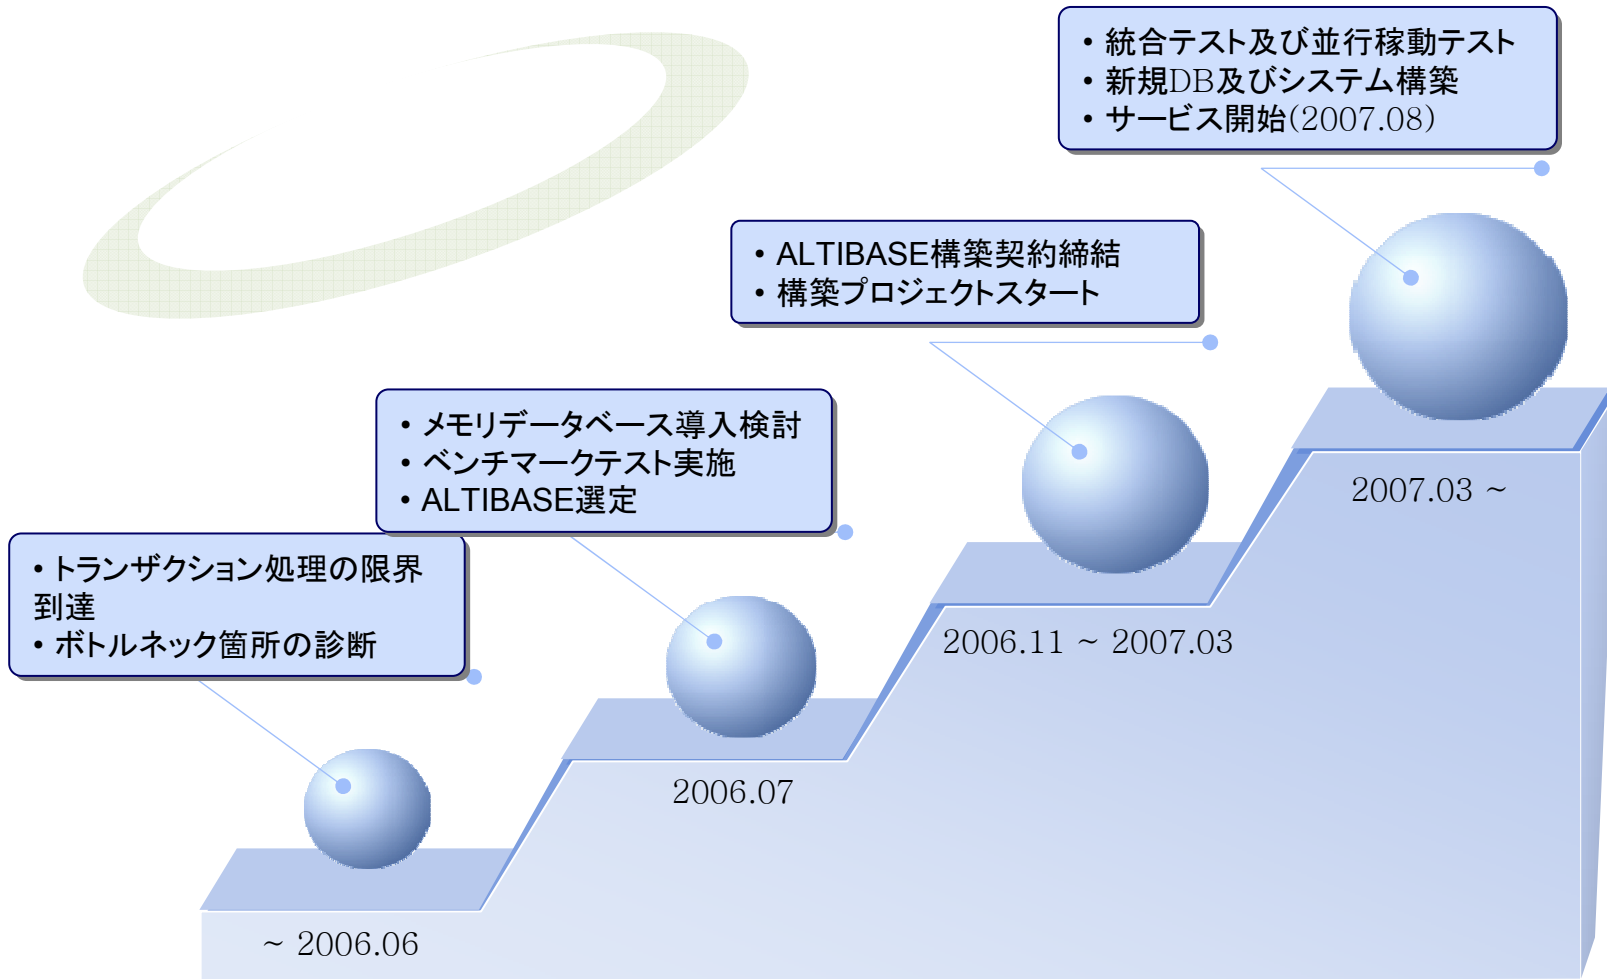 • 統合テスト及び並行稼動テスト
• 新規DB及びシステム構築
• サービス開始(2007.08)
• ALTIBASE構築契約締結
• 構築プロジェクトスタート
• メモリデータベース導入検討
• ベンチマークテスト実施
• ALTIBASE選定
• トランザクション処理の限界
到達
• ボトルネック箇所の診断
2007.03 ~
2006.11 ~ 2007.03
2006.07
~ 2006.06